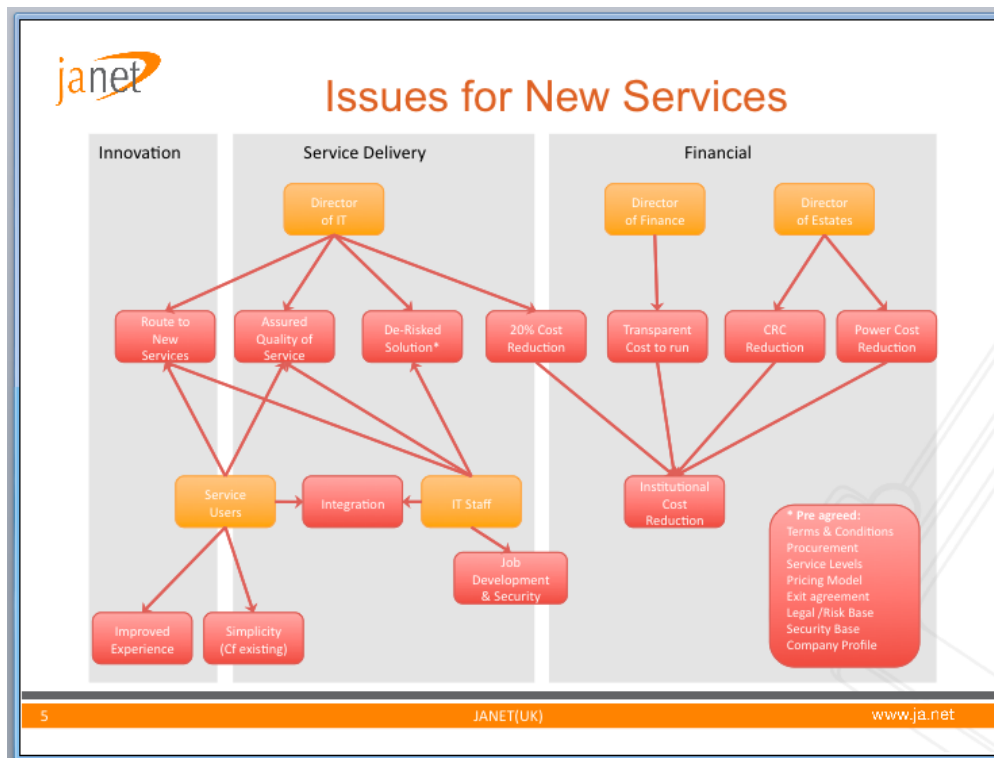 janet
Issues for New Services
Innovation
Service Delivery
Financial
Director
of IT
Director
of Finance
Director
of Estates
Route to
New
Services
Assured
Quality of
Service
De-Risked
Solution*
20% Cost
Reduction
Transparent
Cost to run
CRC
Reduction
Power Cost
Reduction
Service
Users
Integration
IT Staff
Institutional
Cost
Reduction
Job
Development
& Security
Improved
Experience
Simplicity
(Cf existing)
* Pre agreed:
Terms & Conditions
Procurement
Service Levels
Pricing Model
Exit agreement
Legal /Risk Base
Security Base
Company Profile
5
JANET(UK)
www.ja.net